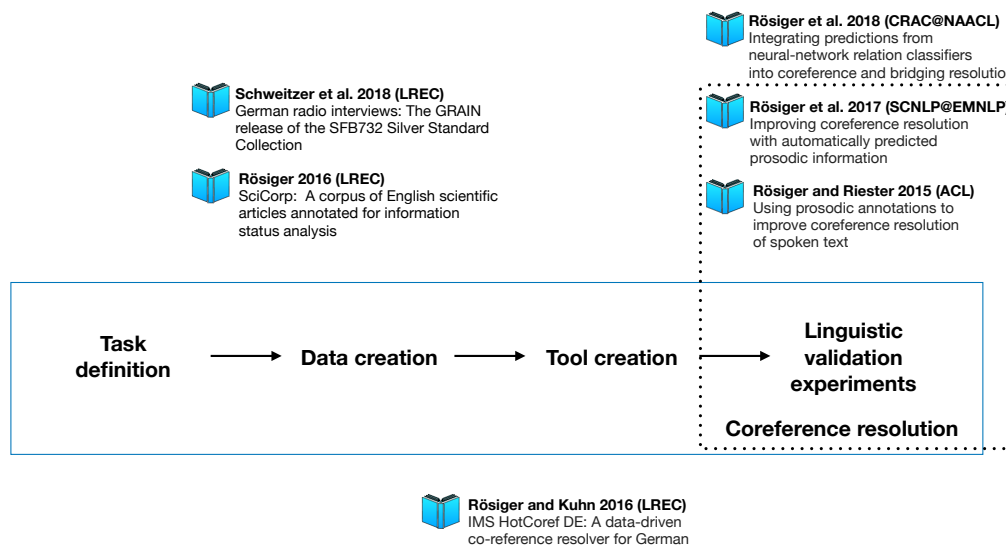 Rösiger et al. 2018 (CRAC@NAACL)
Integrating predictions from
neural-network relation classifiers
into coreference and bridging resolutio
Schweitzer et al. 2018 (LREC)
German radio interviews: The GRAIN
release of the SFB732 Silver Standard
Collection
Rösiger 2016 (LREC)
SciCorp: A corpus of English scientific
articles annotated for information
status analysis
Rösiger et al. 2017 (SCNLP@EMNLP)
Improving coreference resolution
with automatically predicted
prosodic information
Rösiger and Riester 2015 (ACL)
Using prosodic annotations to
improve coreference resolution
of spoken text
Task
definition
Data creation
Tool creation
Linguistic
validation
experiments
Coreference resolution
Rösiger and Kuhn 2016 (LREC)
IMS HotCoref DE: A data-driven
co-reference resolver for German